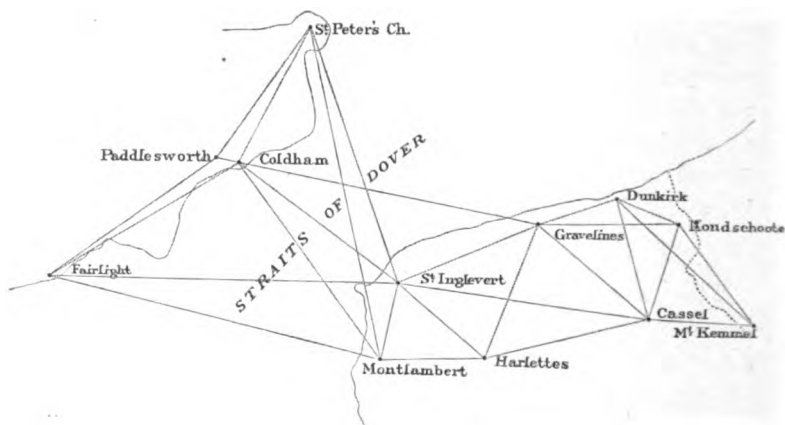 St. Peter's Ch.
Paddlesworth
Coldham
STRAITS OF DOVER
Dunkirk
Hondschoote
Gravelines
Fairlight
St. Inglevert
Cassel
Mt. Kemmel
Montlambert
Harlettes